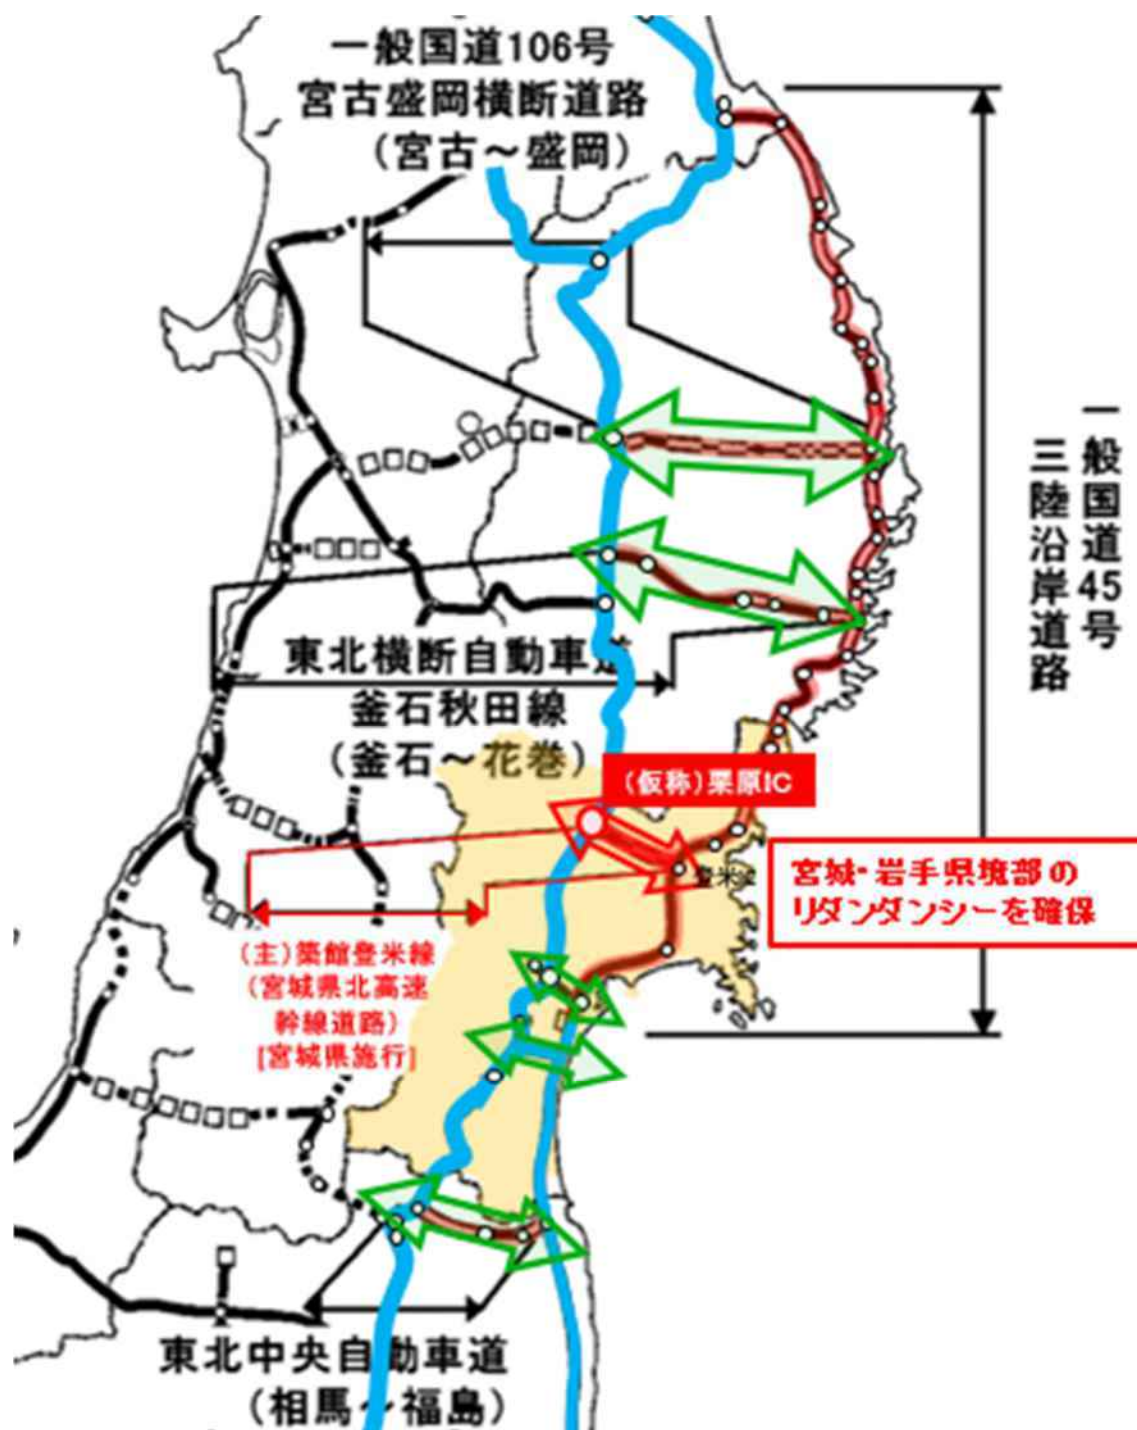 一般国道106号
宮古盛岡横断道路
（宮古～盛岡）
一般国道45号
三陸沿岸道路
東北横断自動車道
釜石秋田線
（釜石～花巻）
（仮称）栗原IC
宮城・岩手県境部の
リダンダンシーを確保
（主）築館登米線
（宮城県北高速
幹線道路）
[宮城県施行]
東北中央自動車道
（相馬～福島）